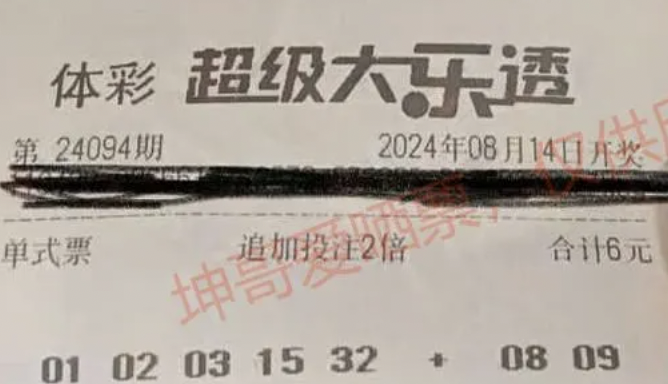 体彩 超级大乐透
第 24094期 2024年08月14日开奖
单式票 追加投注2倍 合计6元
坤哥爱晒票，仅供
01 02 03 15 32 + 08 09